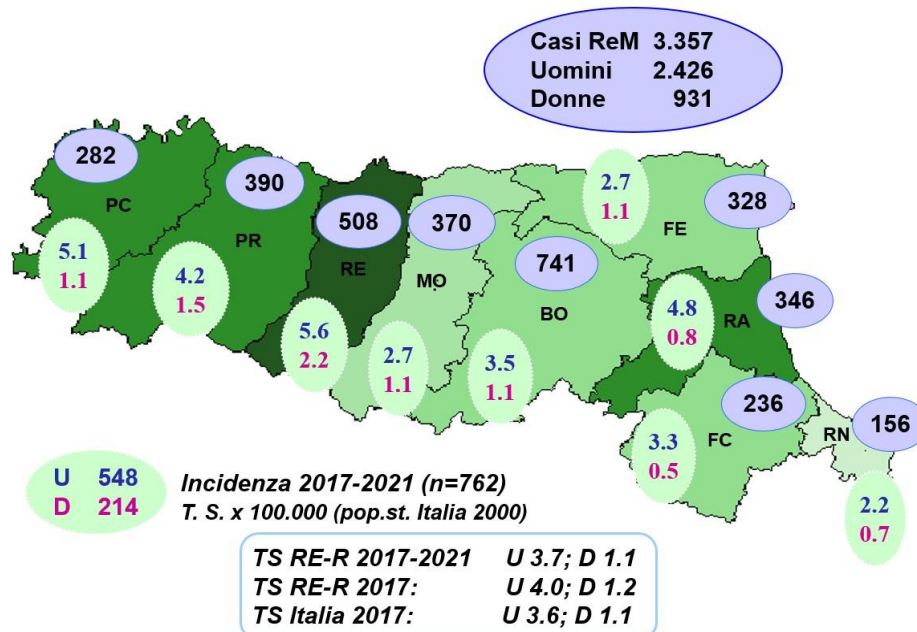 Casi ReM 3.357
Uomini 2.426
Donne 931
282
PC
5.1
1.1
390
PR
4.2
1.5
508
RE
5.6
2.2
370
MO
2.7
1.1
741
BO
3.5
1.1
2.7
1.1
328
FE
4.8
0.8
RA
346
236
FC
3.3
0.5
RN
156
2.2
0.7
U 548
D 214
Incidenza 2017-2021 (n=762)
T. S. x 100.000 (pop.st. Italia 2000)
TS RE-R 2017-2021 U 3.7; D 1.1
TS RE-R 2017: U 4.0; D 1.2
TS Italia 2017: U 3.6; D 1.1